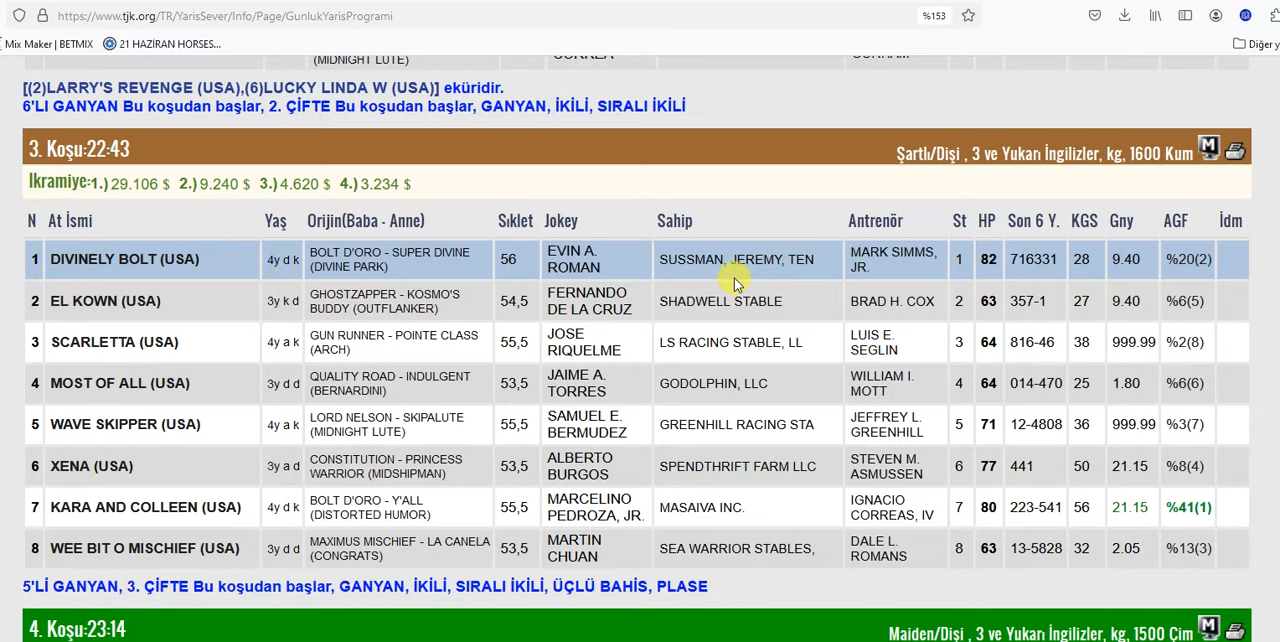 https://www.tjk.org/TR/YarisSever/Info/Page/GunlukYarisProgrami %153
Mix Maker | BETMIX 21 HAZİRAN HORSES... Diğer y
(MIDNIGHT LUTE)
[(2)LARRY'S REVENGE (USA),(6)LUCKY LINDA W (USA)] eküridir.
6'LI GANYAN Bu koşudan başlar, 2. ÇİFTE Bu koşudan başlar, GANYAN, İKİLİ, SIRALI İKİLİ
3. Koşu:22:43 Şartlı/Dişi , 3 ve Yukarı İngilizler, kg, 1600 Kum M
İkramiye:1.) 29.106 $ 2.) 9.240 $ 3.) 4.620 $ 4.) 3.234 $
N At İsmi Yaş Orijin(Baba - Anne) Sıklet Jokey Sahip Antrenör St HP Son 6 Y. KGS Gny AGF İdm
1 DIVINELY BOLT (USA) 4y d k BOLT D'ORO - SUPER DIVINE (DIVINE PARK) 56 EVIN A. ROMAN SUSSMAN, JEREMY, TEN MARK SIMMS, JR. 1 82 716331 28 9.40 %20(2)
2 EL KOWN (USA) 3y k d GHOSTZAPPER - KOSMO'S BUDDY (OUTFLANKER) 54,5 FERNANDO DE LA CRUZ SHADWELL STABLE BRAD H. COX 2 63 357-1 27 9.40 %6(5)
3 SCARLETTA (USA) 4y a k GUN RUNNER - POINTE CLASS (ARCH) 55,5 JOSE RIQUELME LS RACING STABLE, LL LUIS E. SEGLIN 3 64 816-46 38 999.99 %2(8)
4 MOST OF ALL (USA) 3y d d QUALITY ROAD - INDULGENT (BERNARDINI) 53,5 JAIME A. TORRES GODOLPHIN, LLC WILLIAM I. MOTT 4 64 014-470 25 1.80 %6(6)
5 WAVE SKIPPER (USA) 4y a k LORD NELSON - SKIPALUTE (MIDNIGHT LUTE) 55,5 SAMUEL E. BERMUDEZ GREENHILL RACING STA JEFFREY L. GREENHILL 5 71 12-4808 36 999.99 %3(7)
6 XENA (USA) 3y a d CONSTITUTION - PRINCESS WARRIOR (MIDSHIPMAN) 53,5 ALBERTO BURGOS SPENDTHRIFT FARM LLC STEVEN M. ASMUSSEN 6 77 441 50 21.15 %8(4)
7 KARA AND COLLEEN (USA) 4y d k BOLT D'ORO - Y'ALL (DISTORTED HUMOR) 55,5 MARCELINO PEDROZA, JR. MASAIVA INC. IGNACIO CORREAS, IV 7 80 223-541 56 21.15 %41(1)
8 WEE BIT O MISCHIEF (USA) 3y d d MAXIMUS MISCHIEF - LA CANELA (CONGRATS) 53,5 MARTIN CHUAN SEA WARRIOR STABLES, DALE L. ROMANS 8 63 13-5828 32 2.05 %13(3)
5'Lİ GANYAN, 3. ÇİFTE Bu koşudan başlar, GANYAN, İKİLİ, SIRALI İKİLİ, ÜÇLÜ BAHİS, PLASE
4. Koşu:23:14 Maiden/Dişi , 3 ve Yukarı İngilizler, kg, 1500 Çim M